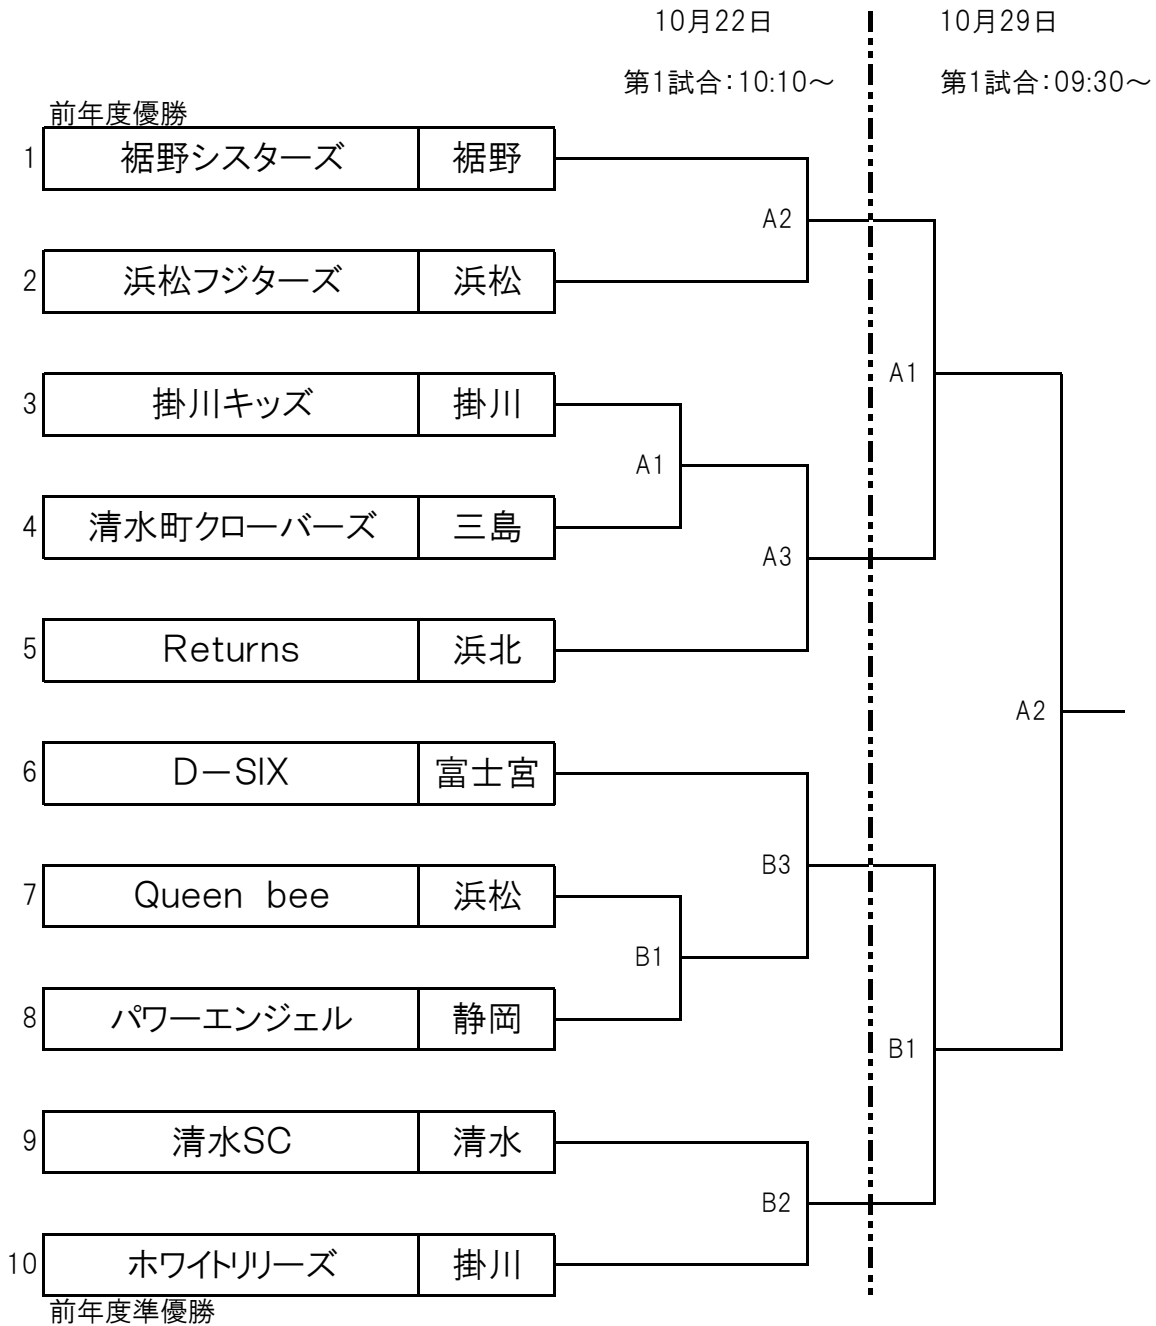 10月22日
10月29日
第1試合：10:10～
第1試合：09:30～
前年度優勝
1 裾野シスターズ 裾野
A2
2 浜松フジターズ 浜松
A1
3 掛川キッズ 掛川
A1
4 清水町クローバーズ 三島
A3
5 Returns 浜北
A2
6 D－SIX 富士宮
B3
7 Queen bee 浜松
B1
8 パワーエンジェル 静岡
B1
9 清水SC 清水
B2
10 ホワイトリリーズ 掛川
前年度準優勝